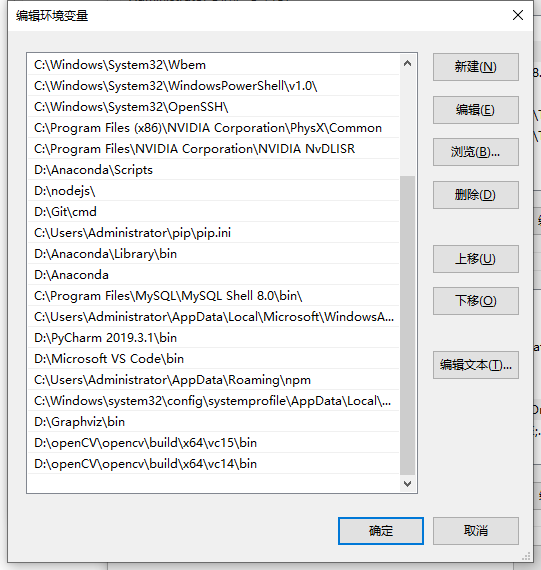 编辑环境变量
C:\Windows\System32\Wbem
C:\Windows\System32\WindowsPowerShell\v1.0\
C:\Windows\System32\OpenSSH\
C:\Program Files (x86)\NVIDIA Corporation\PhysX\Common
C:\Program Files\NVIDIA Corporation\NVIDIA NvDLISR
D:\Anaconda\Scripts
D:\nodejs\
D:\Git\cmd
C:\Users\Administrator\pip\pip.ini
D:\Anaconda\Library\bin
D:\Anaconda
C:\Program Files\MySQL\MySQL Shell 8.0\bin\
C:\Users\Administrator\AppData\Local\Microsoft\WindowsA...
D:\PyCharm 2019.3.1\bin
D:\Microsoft VS Code\bin
C:\Users\Administrator\AppData\Roaming\npm
C:\Windows\system32\config\systemprofile\AppData\Local\...
D:\Graphviz\bin
D:\openCV\opencv\build\x64\vc15\bin
D:\openCV\opencv\build\x64\vc14\bin
新建(N)
编辑(E)
浏览(B)...
删除(D)
上移(U)
下移(O)
编辑文本(T)...
确定
取消